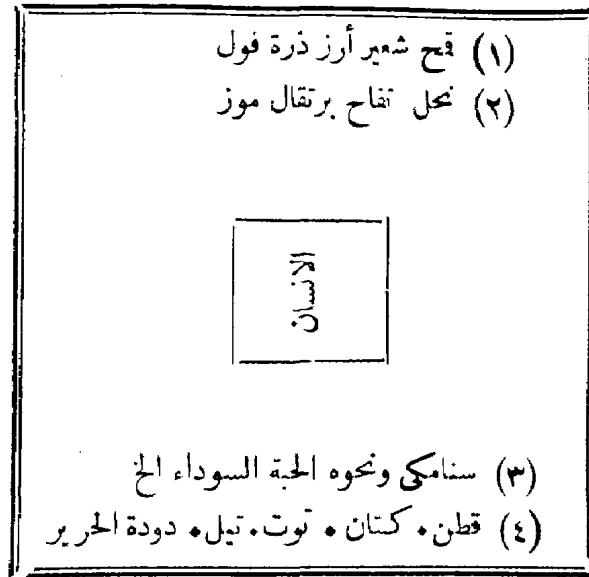 (١) قمح شعير أرز ذرة فول
(٢) نخل تفاح برتقال موز
الانسان
(٣) سنامكى ونحوه الحبة السوداء الخ
(٤) قطن . كتان . توت . تيل . دودة الحرير